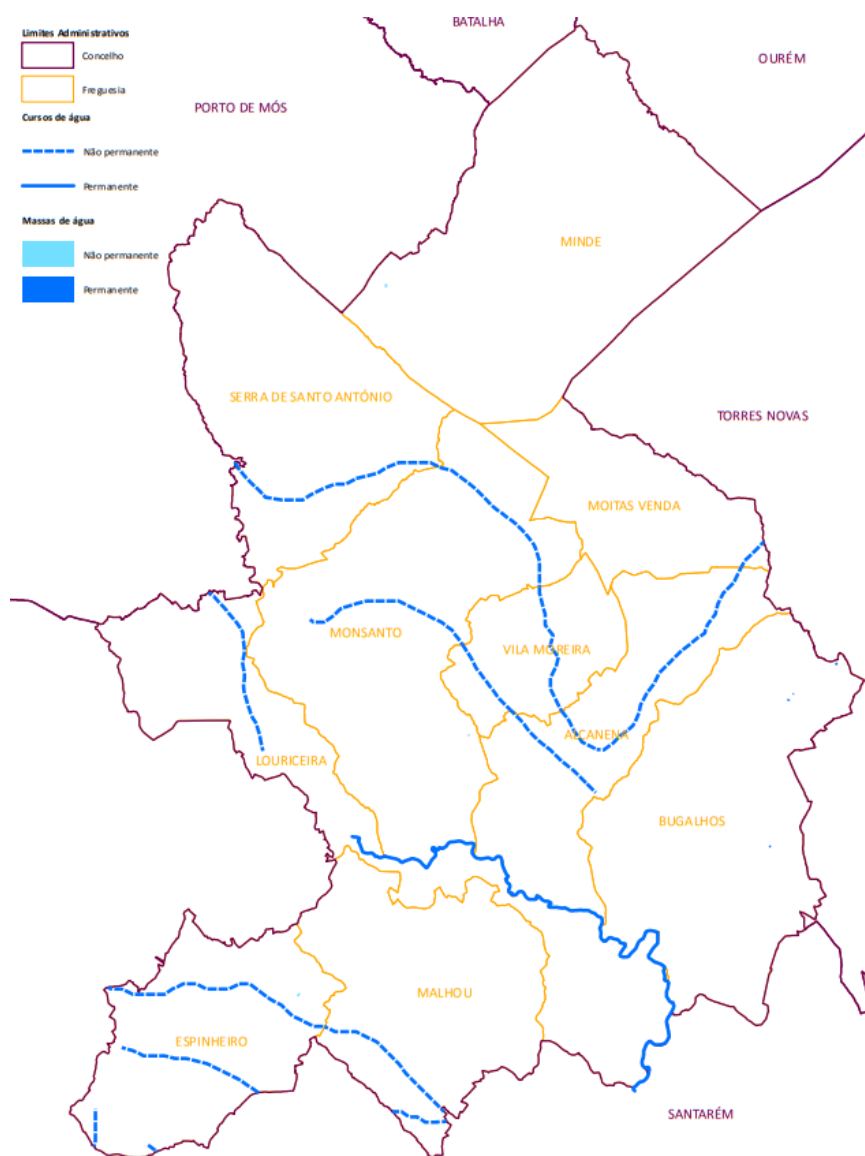 Limites Administrativos
Concelho
Freguesia
Cursos de água
Não permanente
Permanente
Massas de água
Não permanente
Permanente
BATALHA
OURÉM
PORTO DE MÓS
MINDE
SERRA DE SANTO ANTÓNIO
TORRES NOVAS
MOITAS VENDA
MONSANTO
VILA MOREIRA
ALCANENA
LOURICEIRA
BUGALHOS
MALHOU
ESPINHEIRO
SANTARÉM